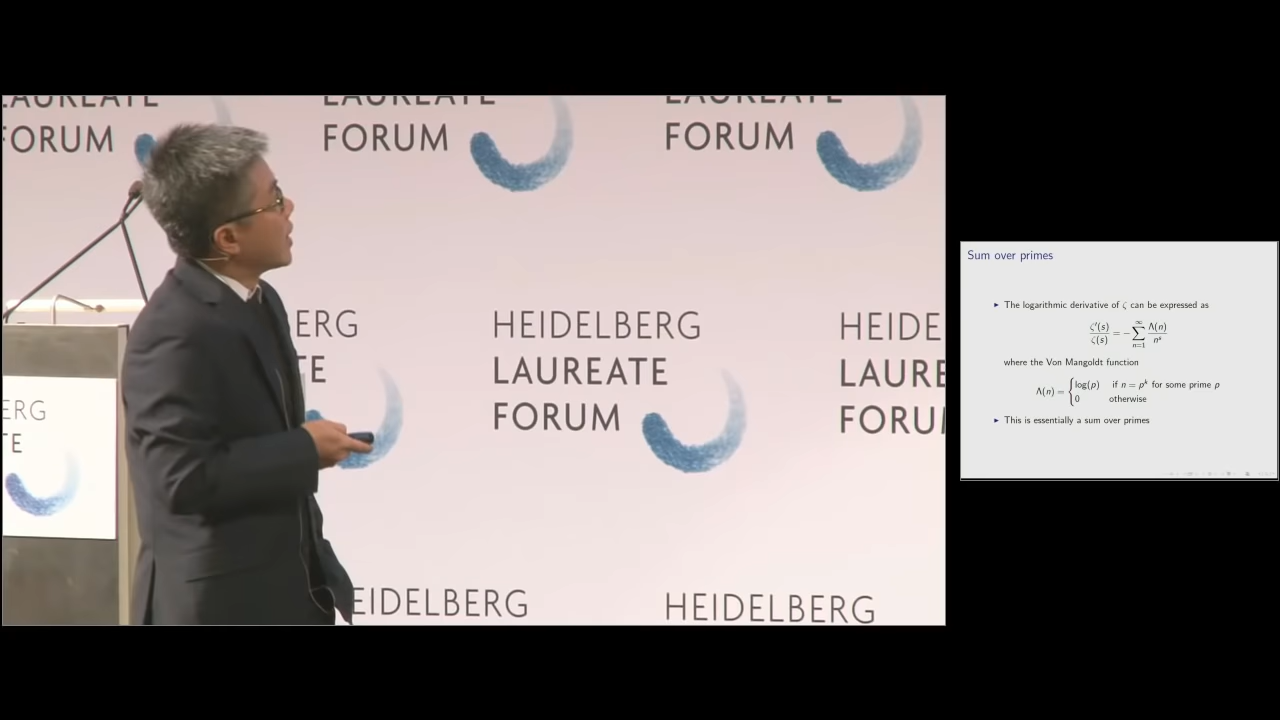 LAUREATE
FORUM
LAUREATE
FORUM
LAUREATE
FORUM
ERG
TE
HEIDELBERG
LAUREATE
FORUM
HEIDE
LAURE
FORU
ERG
TE
EIDELBERG
HEIDELBERG
Sum over primes
▶ The logarithmic derivative of ζ can be expressed as
ζ′(s)/ζ(s) = −∑_{n=1}^{∞} Λ(n)/n^s
where the Von Mangoldt function
Λ(n) = { log(p) if n = p^k for some prime p
0 otherwise
▶ This is essentially a sum over primes